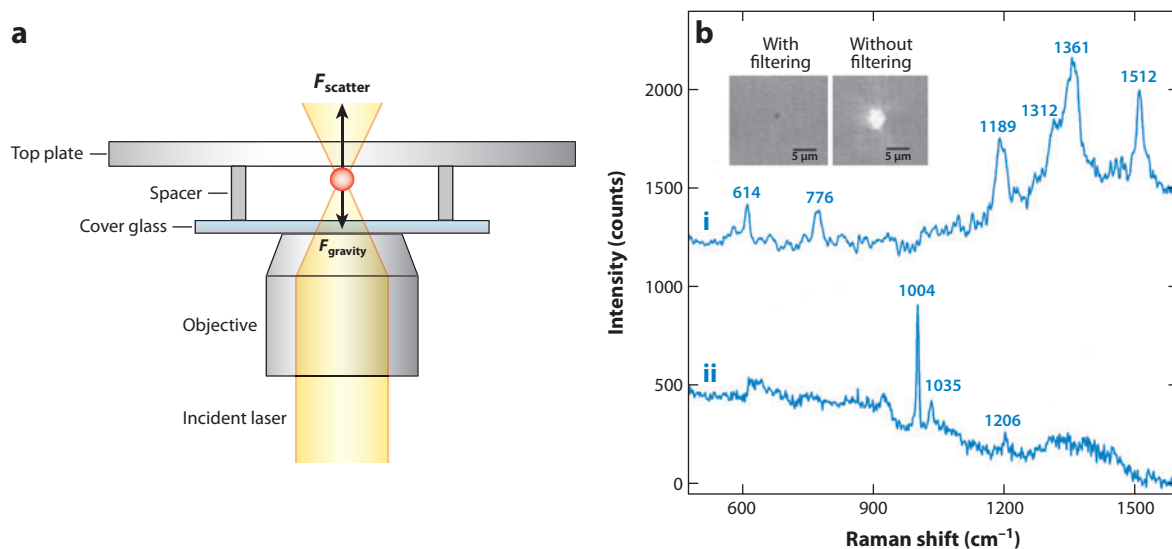 a
F scatter
Top plate
Spacer
Cover glass
F gravity
Objective
Incident laser
b
With
filtering
Without
filtering
5 μm
5 μm
1361
1512
1312
1189
614
776
i
1004
ii
1035
1206
2000
1500
1000
500
0
Intensity (counts)
600
900
1200
1500
Raman shift (cm⁻¹)